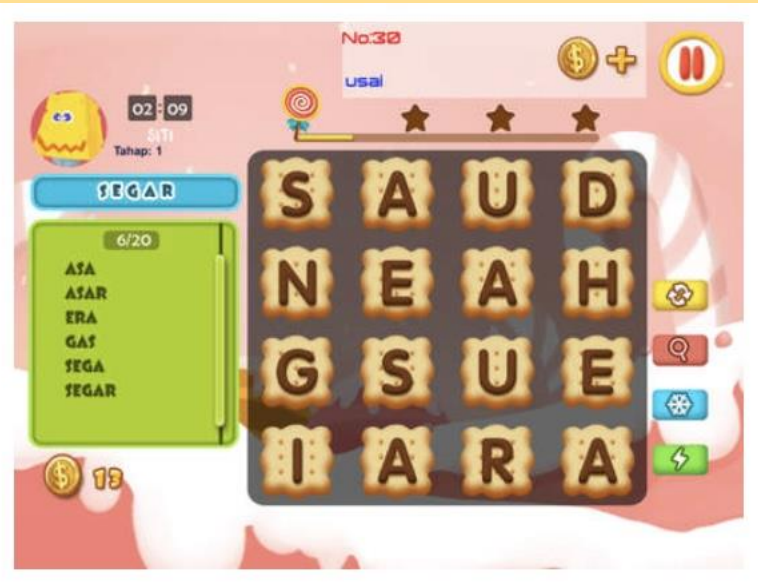 No:30
usai
02:09
SITI
Tahap: 1
SEGAR
6/20
ASA
ASAR
ERA
GAS
SEGA
SEGAR
S A U D
N E A H
G S U E
I A R A
13